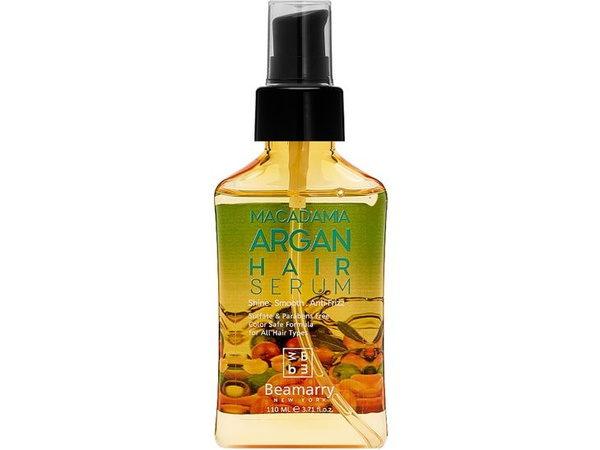 MACADAMIA
ARGAN
HAIR
SERUM
Shine . Smooth . Anti-Frizz
Sulfate & Parabens Free
Color Safe Formula
for All Hair Types
Beamarry
NEW YORK
110 ML ℮ 3.71 fl.oz.